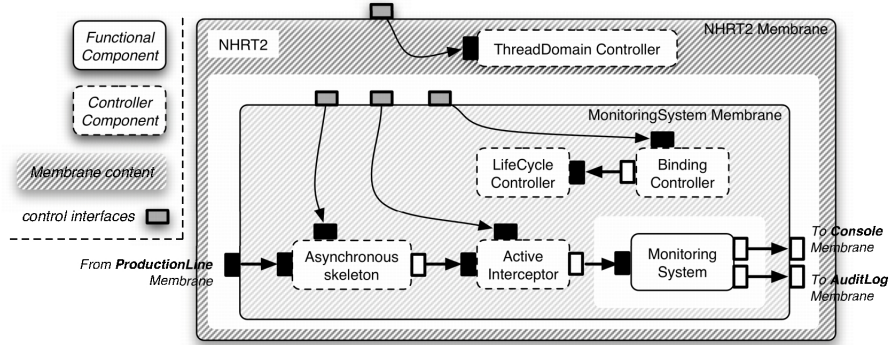 Functional
Component
Controller
Component
Membrane content
control interfaces
NHRT2 Membrane
NHRT2
ThreadDomain Controller
MonitoringSystem Membrane
LifeCycle
Controller
Binding
Controller
From ProductionLine
Membrane
Asynchronous
skeleton
Active
Interceptor
Monitoring
System
To Console
Membrane
To AuditLog
Membrane